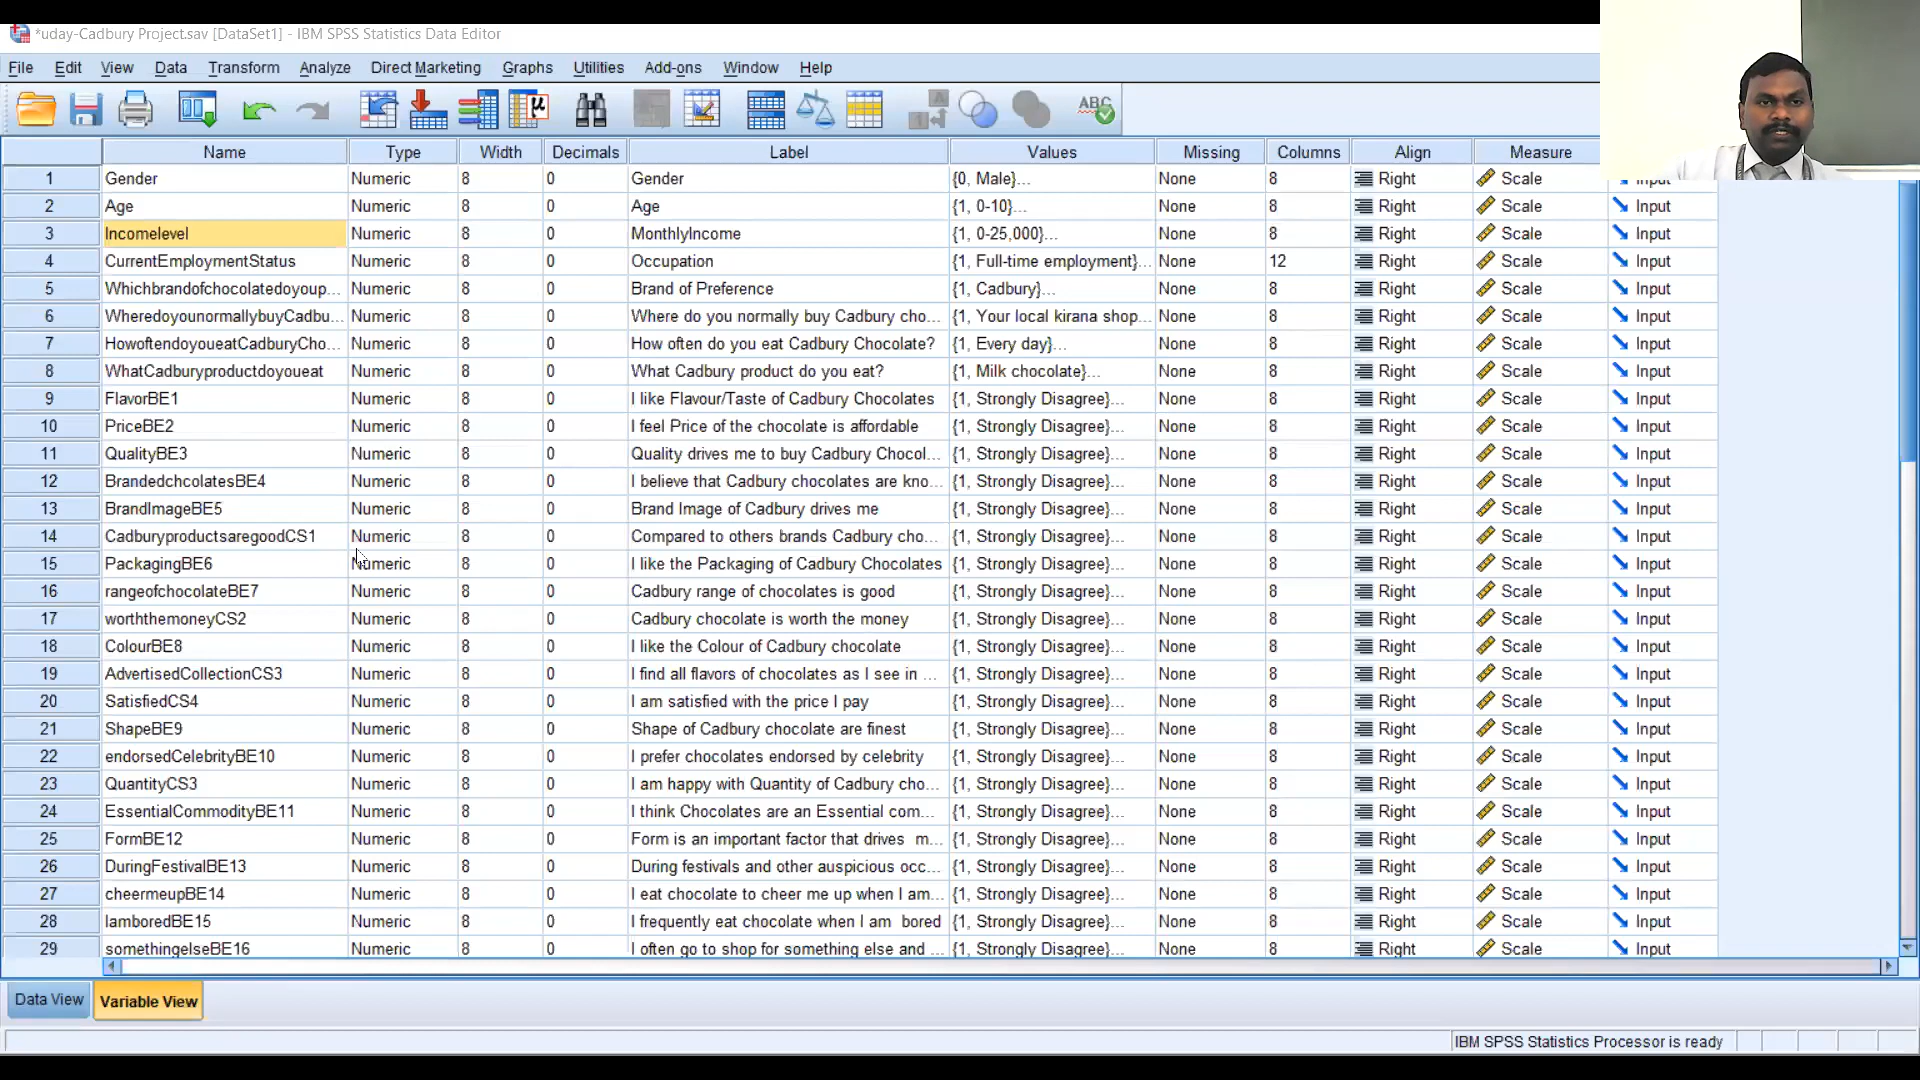 *uday-Cadbury Project.sav [DataSet1] - IBM SPSS Statistics Data Editor
File Edit View Data Transform Analyze Direct Marketing Graphs Utilities Add-ons Window Help
Name Type Width Decimals Label Values Missing Columns Align Measure
1 Gender Numeric 8 0 Gender {0, Male}... None 8 Right Scale Input
2 Age Numeric 8 0 Age {1, 0-10}... None 8 Right Scale Input
3 Incomelevel Numeric 8 0 MonthlyIncome {1, 0-25,000}... None 8 Right Scale Input
4 CurrentEmploymentStatus Numeric 8 0 Occupation {1, Full-time employment}... None 12 Right Scale Input
5 Whichbrandofchocolatedoyoup... Numeric 8 0 Brand of Preference {1, Cadbury}... None 8 Right Scale Input
6 WheredoyounormallybuyCadbu... Numeric 8 0 Where do you normally buy Cadbury cho... {1, Your local kirana shop... None 8 Right Scale Input
7 HowoftendoyoueatCadburyCho... Numeric 8 0 How often do you eat Cadbury Chocolate? {1, Every day}... None 8 Right Scale Input
8 WhatCadburyproductdoyoueat Numeric 8 0 What Cadbury product do you eat? {1, Milk chocolate}... None 8 Right Scale Input
9 FlavorBE1 Numeric 8 0 I like Flavour/Taste of Cadbury Chocolates {1, Strongly Disagree}... None 8 Right Scale Input
10 PriceBE2 Numeric 8 0 I feel Price of the chocolate is affordable {1, Strongly Disagree}... None 8 Right Scale Input
11 QualityBE3 Numeric 8 0 Quality drives me to buy Cadbury Chocol... {1, Strongly Disagree}... None 8 Right Scale Input
12 BrandedchcolatesBE4 Numeric 8 0 I believe that Cadbury chocolates are kno... {1, Strongly Disagree}... None 8 Right Scale Input
13 BrandImageBE5 Numeric 8 0 Brand Image of Cadbury drives me {1, Strongly Disagree}... None 8 Right Scale Input
14 CadburyproductsaregoodCS1 Numeric 8 0 Compared to others brands Cadbury cho... {1, Strongly Disagree}... None 8 Right Scale Input
15 PackagingBE6 Numeric 8 0 I like the Packaging of Cadbury Chocolates {1, Strongly Disagree}... None 8 Right Scale Input
16 rangeofchocolateBE7 Numeric 8 0 Cadbury range of chocolates is good {1, Strongly Disagree}... None 8 Right Scale Input
17 worththemoneyCS2 Numeric 8 0 Cadbury chocolate is worth the money {1, Strongly Disagree}... None 8 Right Scale Input
18 ColourBE8 Numeric 8 0 I like the Colour of Cadbury chocolate {1, Strongly Disagree}... None 8 Right Scale Input
19 AdvertisedCollectionCS3 Numeric 8 0 I find all flavors of chocolates as I see in ... {1, Strongly Disagree}... None 8 Right Scale Input
20 SatisfiedCS4 Numeric 8 0 I am satisfied with the price I pay {1, Strongly Disagree}... None 8 Right Scale Input
21 ShapeBE9 Numeric 8 0 Shape of Cadbury chocolate are finest {1, Strongly Disagree}... None 8 Right Scale Input
22 endorsedCelebrityBE10 Numeric 8 0 I prefer chocolates endorsed by celebrity {1, Strongly Disagree}... None 8 Right Scale Input
23 QuantityCS3 Numeric 8 0 I am happy with Quantity of Cadbury cho... {1, Strongly Disagree}... None 8 Right Scale Input
24 EssentialCommodityBE11 Numeric 8 0 I think Chocolates are an Essential com... {1, Strongly Disagree}... None 8 Right Scale Input
25 FormBE12 Numeric 8 0 Form is an important factor that drives m... {1, Strongly Disagree}... None 8 Right Scale Input
26 DuringFestivalBE13 Numeric 8 0 During festivals and other auspicious occ... {1, Strongly Disagree}... None 8 Right Scale Input
27 cheermeupBE14 Numeric 8 0 I eat chocolate to cheer me up when I am... {1, Strongly Disagree}... None 8 Right Scale Input
28 IamboredBE15 Numeric 8 0 I frequently eat chocolate when I am bored {1, Strongly Disagree}... None 8 Right Scale Input
29 somethingelseBE16 Numeric 8 0 I often go to shop for something else and ... {1, Strongly Disagree}... None 8 Right Scale Input
Data View Variable View
IBM SPSS Statistics Processor is ready